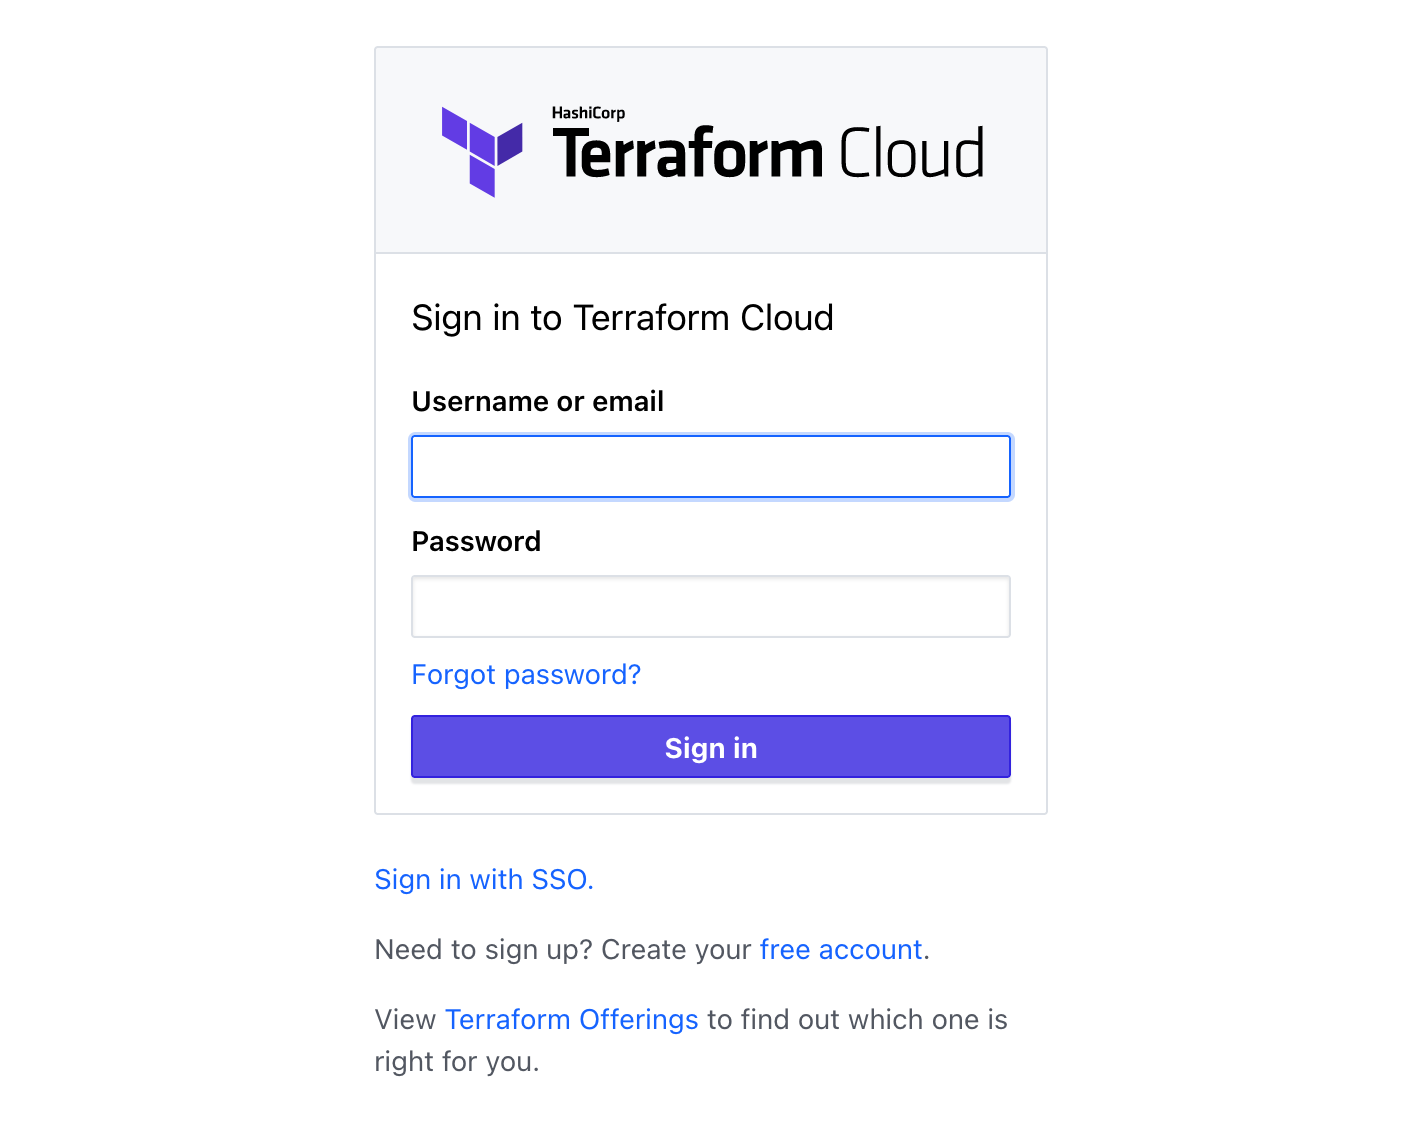 HashiCorp
Terraform Cloud
Sign in to Terraform Cloud
Username or email
Password
Forgot password?
Sign in
Sign in with SSO.
Need to sign up? Create your free account.
View Terraform Offerings to find out which one is
right for you.